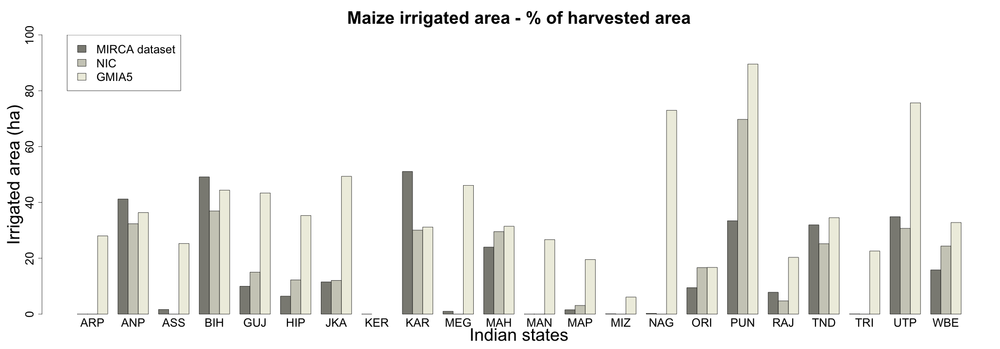 Maize irrigated area - % of harvested area
MIRCA dataset
NIC
GMIA5
Irrigated area (ha)
100
80
60
40
20
0
ARP ANP ASS BIH GUJ HIP JKA KER KAR MEG MAH MAN MAP MIZ NAG ORI PUN RAJ TND TRI UTP WBE
Indian states